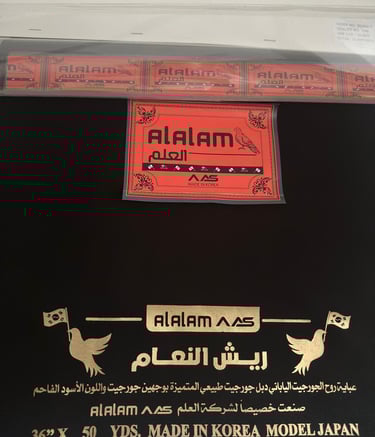 ALALAM
العلم
AAS
MADE IN KOREA
ALALAM AAS
ريش النعام
عباية روح الجورجيت الياباني دبل جورجيت طبيعي المتميزة بوجهين جورجيت واللون الأسود الفاحم
صنعت خصيصاً لشركة العلم ALALAM AAS
36" X 50 YDS. MADE IN KOREA MODEL JAPAN